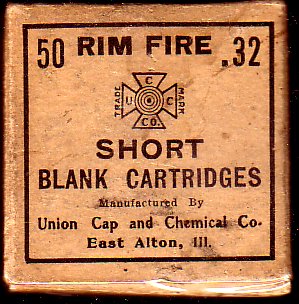 50 RIM FIRE .32
C
TRADE U C MARK
CO.
SHORT
BLANK CARTRIDGES
Manufactured By
Union Cap and Chemical Co.
East Alton, Ill.